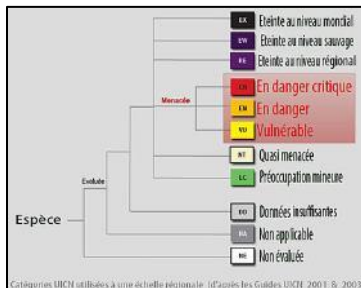 EX Eteinte au niveau mondial
EW Eteinte au niveau sauvage
RE Eteinte au niveau régional
CR En danger critique
Menacée
EN En danger
VU Vulnérable
NT Quasi menacée
LC Préoccupation mineure
Evaluée
Espèce
DD Données insuffisantes
NA Non applicable
NE Non évaluée
Catégories UICN utilisées à une échelle régionale (d'après les Guides UICN 2001 &